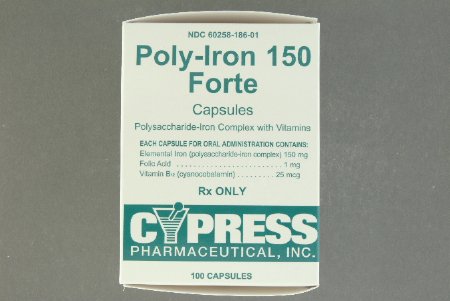 NDC 60258-186-01
Poly-Iron 150
Forte
Capsules
Polysaccharide-Iron Complex with Vitamins
EACH CAPSULE FOR ORAL ADMINISTRATION CONTAINS:
Elemental Iron (polysaccharide-iron complex) 150 mg
Folic Acid . . . . . . . . . . . . . . . . . . . . . . . . 1 mg
Vitamin B12 (cyanocobalamin) . . . . . . . . . 25 mcg
Rx ONLY
CYPRESS
PHARMACEUTICAL, INC.
100 CAPSULES